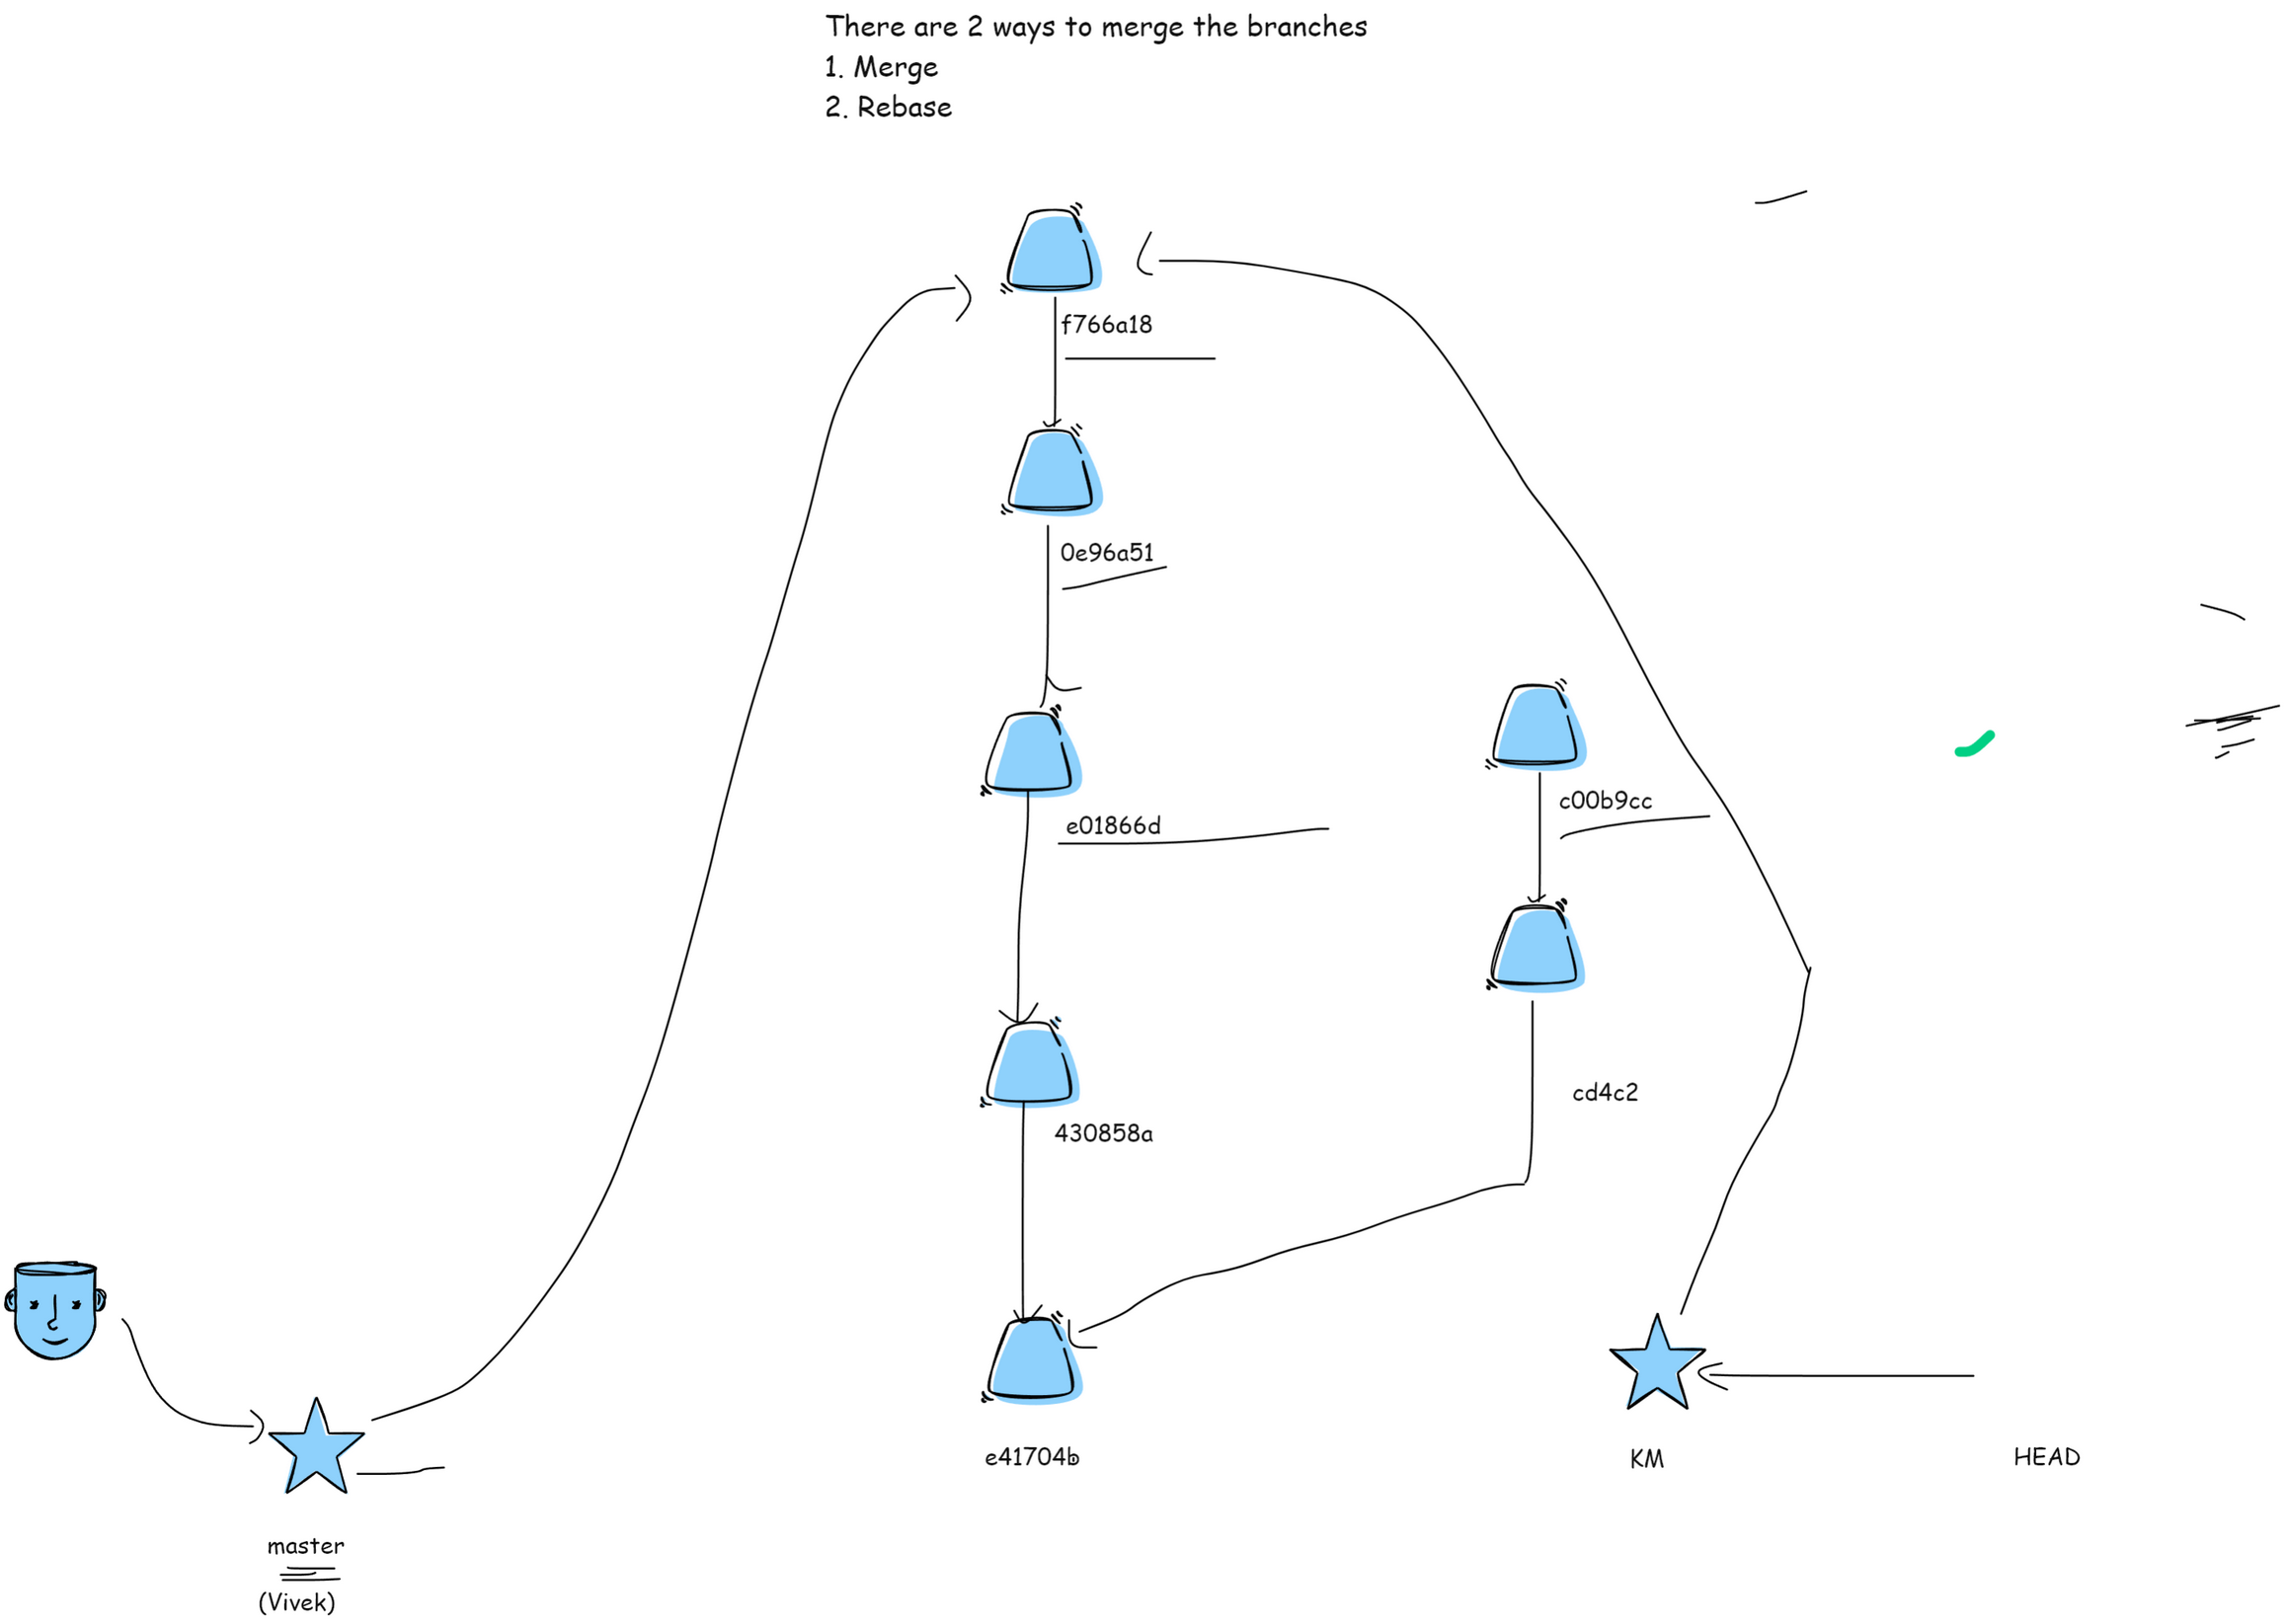 There are 2 ways to merge the branches
1. Merge
2. Rebase
f766a18
0e96a51
c00b9cc
e01866d
cd4c2
430858a
e41704b
KM
HEAD
master
(Vivek)